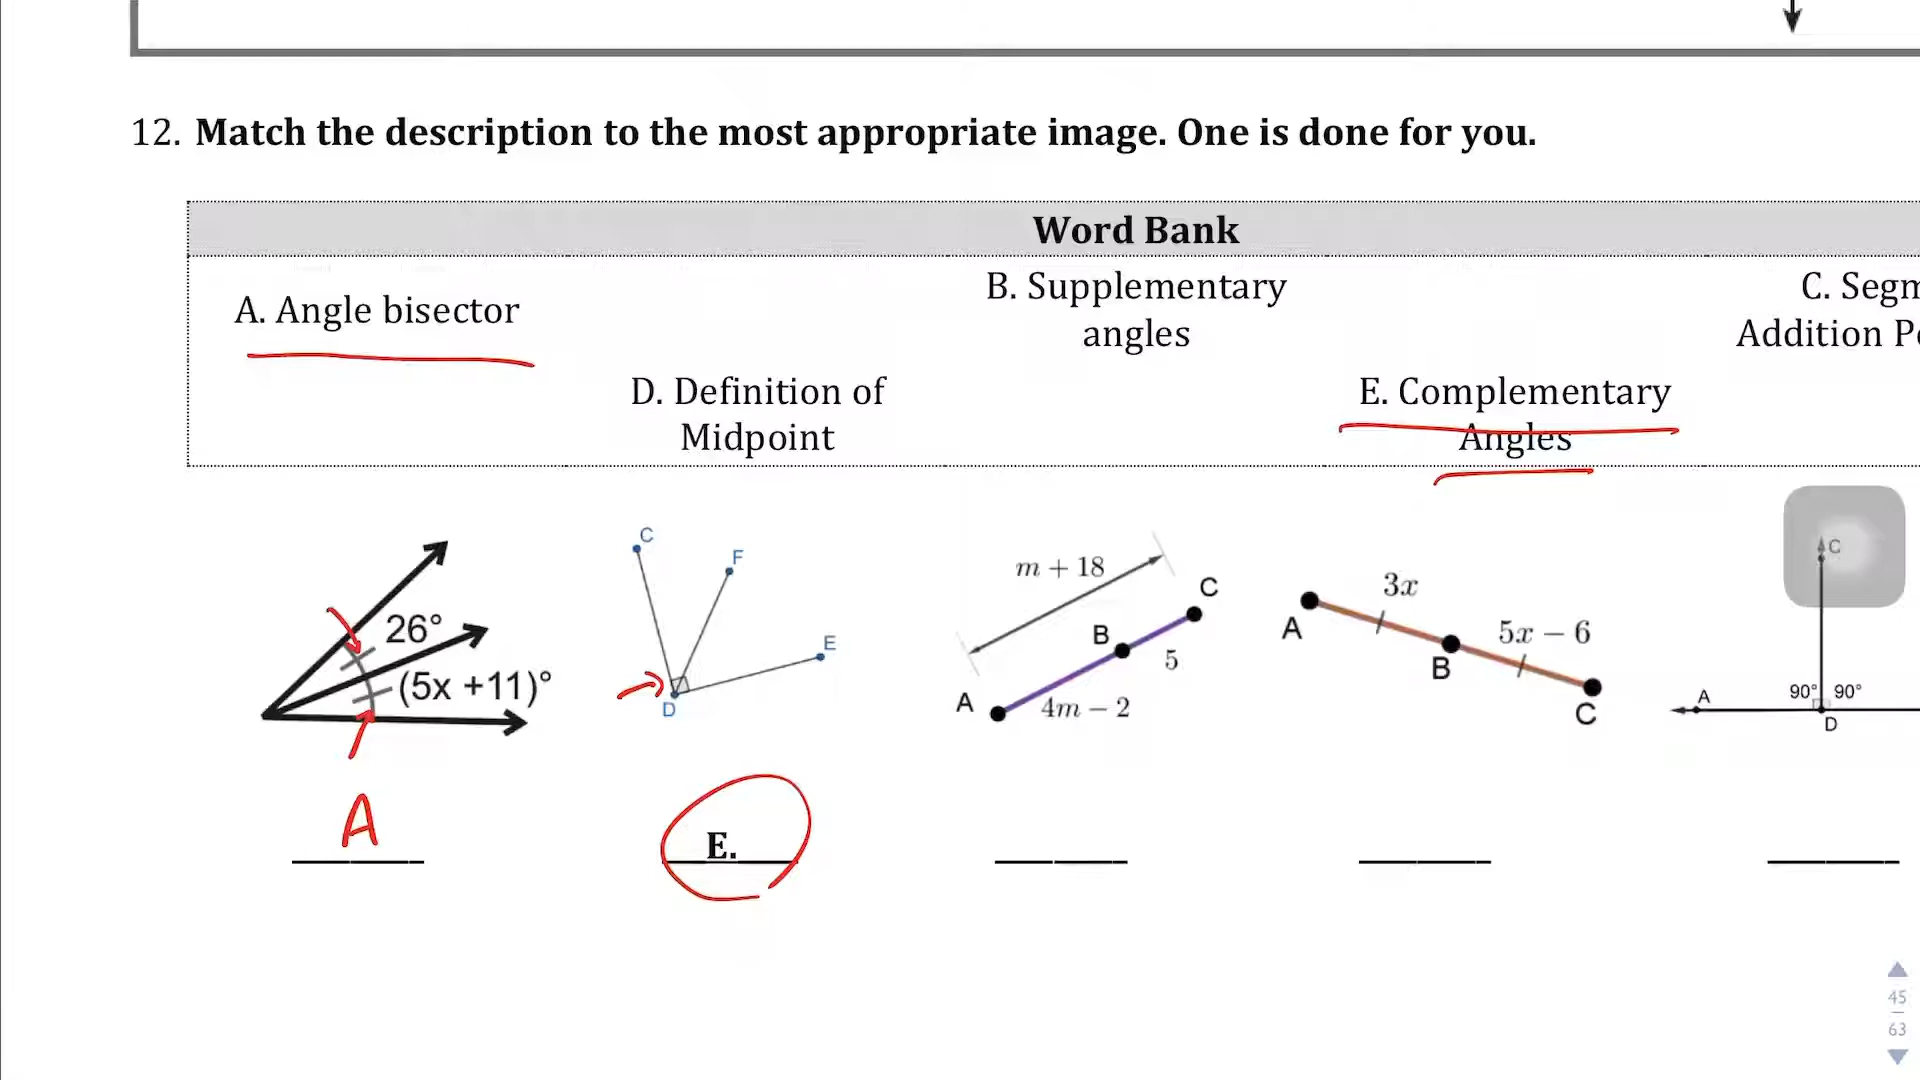 12. Match the description to the most appropriate image. One is done for you.
Word Bank
A. Angle bisector
B. Supplementary
angles
C. Segm
Addition P
D. Definition of
Midpoint
E. Complementary
Angles
26°
(5x +11)°
A
C
F
E
D
E.
m + 18
C
B
5
A
4m − 2
3x
A
5x − 6
B
C
C
A
90°
90°
D
45
63